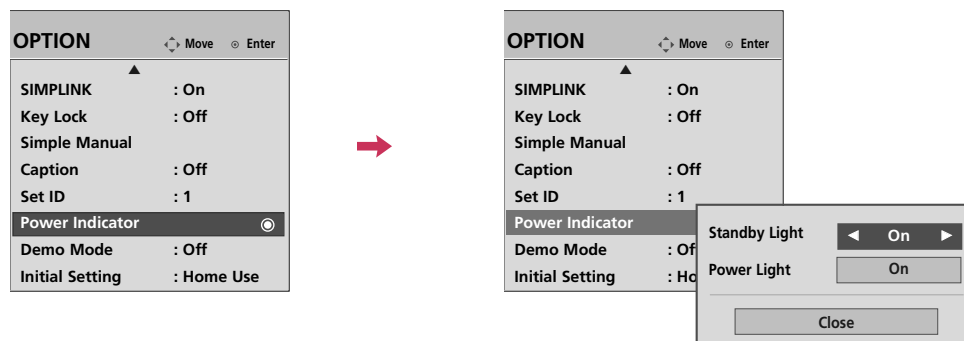 OPTION Move Enter
SIMPLINK : On
Key Lock : Off
Simple Manual
Caption : Off
Set ID : 1
Power Indicator
Demo Mode : Off
Initial Setting : Home Use
OPTION Move Enter
SIMPLINK : On
Key Lock : Off
Simple Manual
Caption : Off
Set ID : 1
Power Indicator
Demo Mode : Of
Initial Setting : Ho
Standby Light ◄ On ►
Power Light On
Close